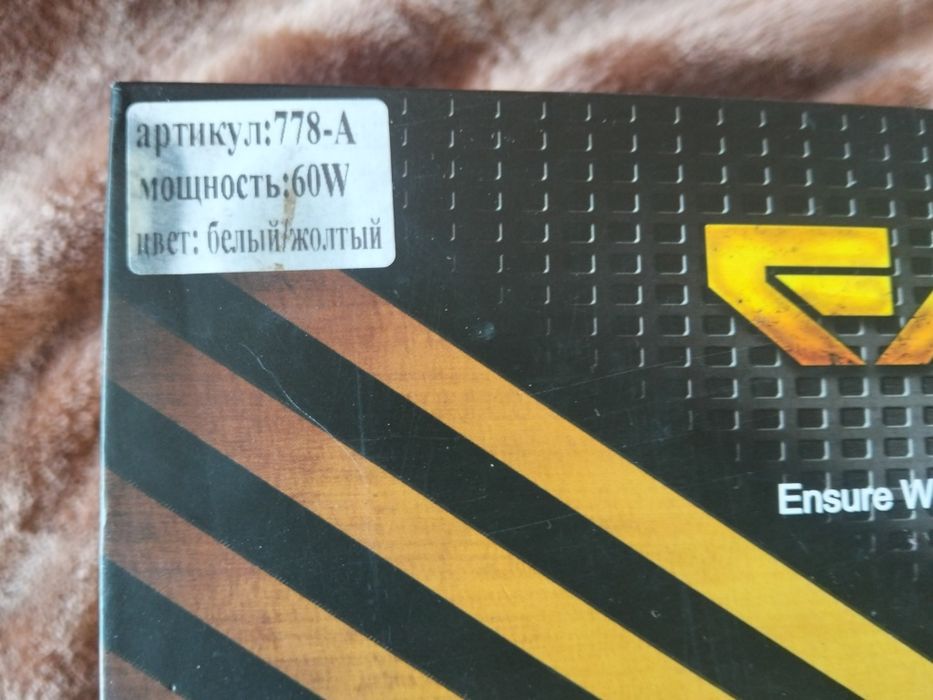 артикул:778-А
мощность:60W
цвет: белый/жолтый
Ensure